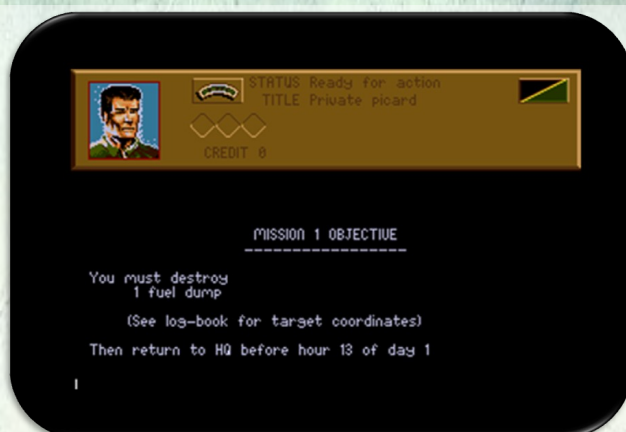 STATUS Ready for action
TITLE Private picard
CREDIT 0
MISSION 1 OBJECTIVE
You must destroy
1 fuel dump
(See log-book for target coordinates)
Then return to HQ before hour 13 of day 1